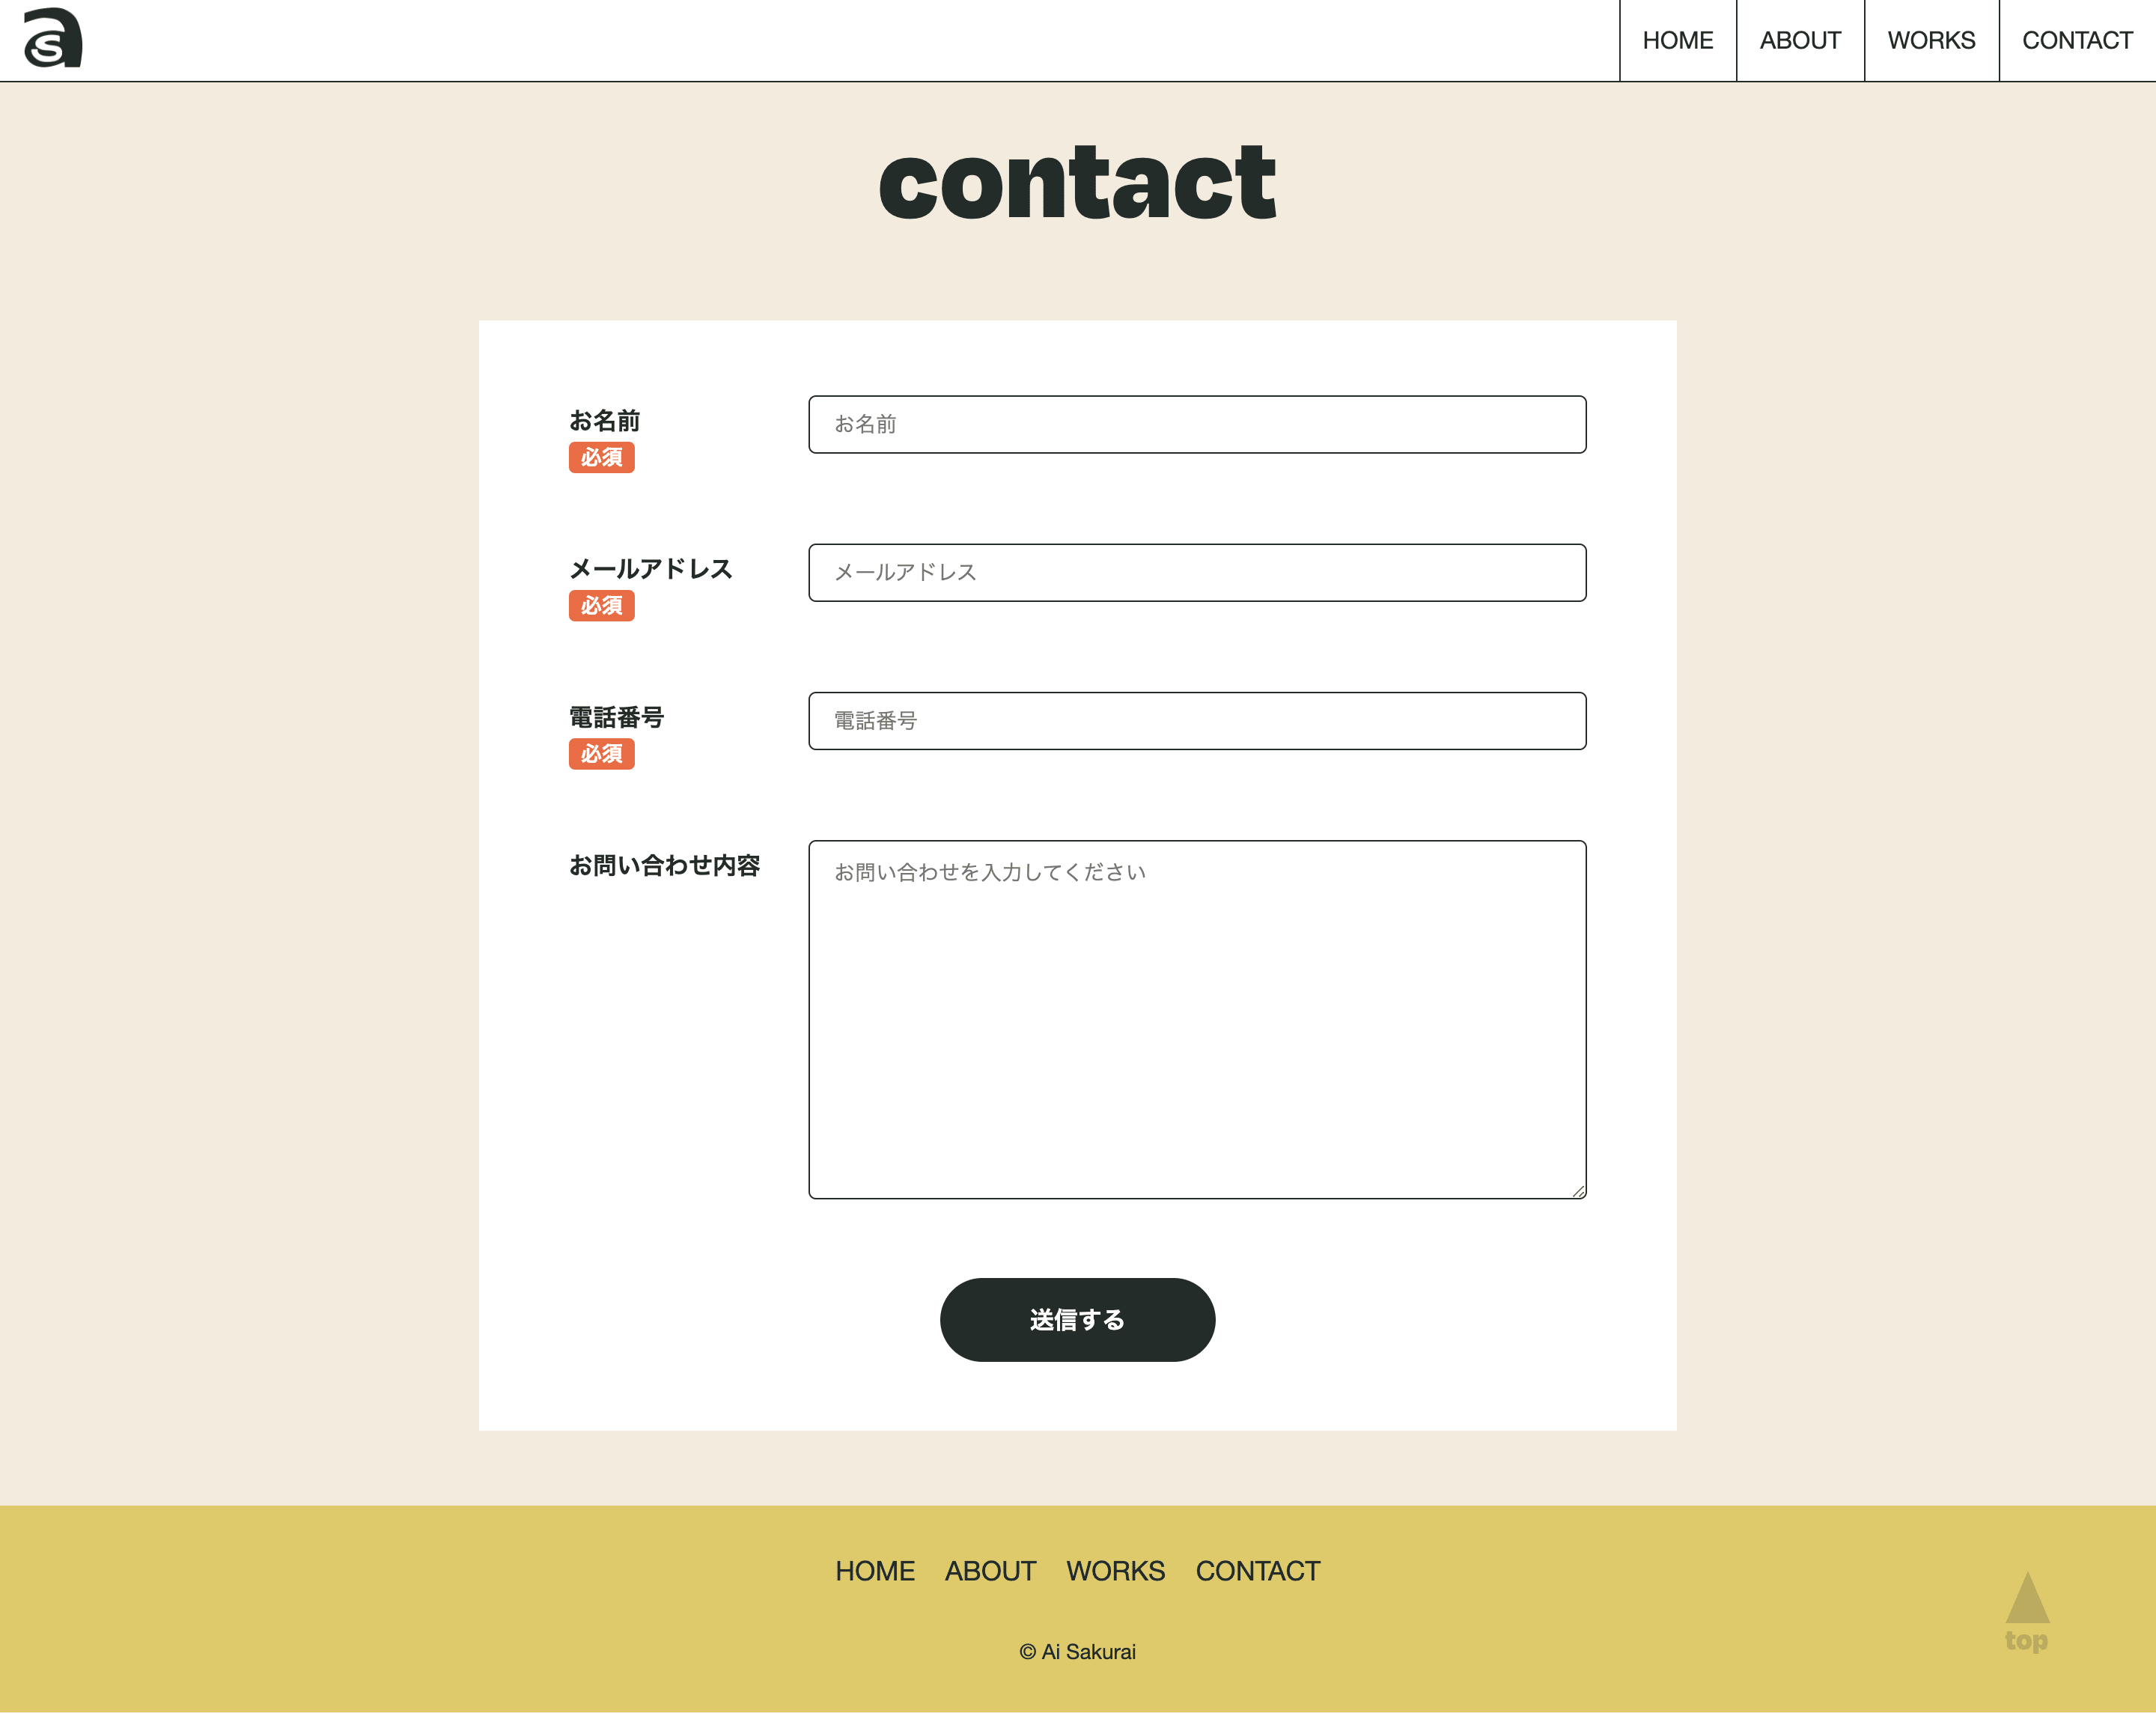 as
HOME ABOUT WORKS CONTACT
contact
お名前
必須
お名前
メールアドレス
必須
メールアドレス
電話番号
必須
電話番号
お問い合わせ内容
お問い合わせを入力してください
送信する
HOME ABOUT WORKS CONTACT
© Ai Sakurai
top